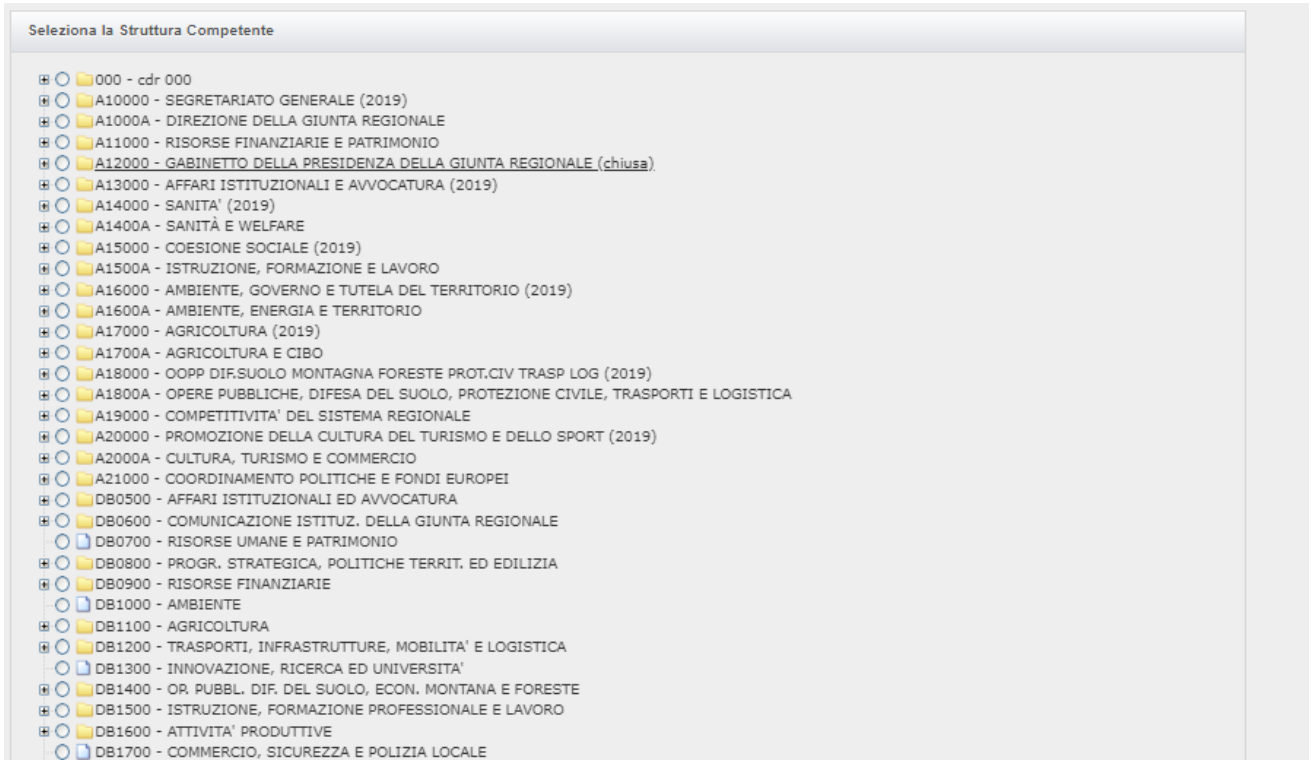 Seleziona la Struttura Competente
000 - cdr 000
A10000 - SEGRETARIATO GENERALE (2019)
A1000A - DIREZIONE DELLA GIUNTA REGIONALE
A11000 - RISORSE FINANZIARIE E PATRIMONIO
A12000 - GABINETTO DELLA PRESIDENZA DELLA GIUNTA REGIONALE (chiusa)
A13000 - AFFARI ISTITUZIONALI E AVVOCATURA (2019)
A14000 - SANITA' (2019)
A1400A - SANITÀ E WELFARE
A15000 - COESIONE SOCIALE (2019)
A1500A - ISTRUZIONE, FORMAZIONE E LAVORO
A16000 - AMBIENTE, GOVERNO E TUTELA DEL TERRITORIO (2019)
A1600A - AMBIENTE, ENERGIA E TERRITORIO
A17000 - AGRICOLTURA (2019)
A1700A - AGRICOLTURA E CIBO
A18000 - OOPP DIF.SUOLO MONTAGNA FORESTE PROT.CIV TRASP LOG (2019)
A1800A - OPERE PUBBLICHE, DIFESA DEL SUOLO, PROTEZIONE CIVILE, TRASPORTI E LOGISTICA
A19000 - COMPETITIVITA' DEL SISTEMA REGIONALE
A20000 - PROMOZIONE DELLA CULTURA DEL TURISMO E DELLO SPORT (2019)
A2000A - CULTURA, TURISMO E COMMERCIO
A21000 - COORDINAMENTO POLITICHE E FONDI EUROPEI
DB0500 - AFFARI ISTITUZIONALI ED AVVOCATURA
DB0600 - COMUNICAZIONE ISTITUZ. DELLA GIUNTA REGIONALE
DB0700 - RISORSE UMANE E PATRIMONIO
DB0800 - PROGR. STRATEGICA, POLITICHE TERRIT. ED EDILIZIA
DB0900 - RISORSE FINANZIARIE
DB1000 - AMBIENTE
DB1100 - AGRICOLTURA
DB1200 - TRASPORTI, INFRASTRUTTURE, MOBILITA' E LOGISTICA
DB1300 - INNOVAZIONE, RICERCA ED UNIVERSITA'
DB1400 - OP. PUBBL. DIF. DEL SUOLO, ECON. MONTANA E FORESTE
DB1500 - ISTRUZIONE, FORMAZIONE PROFESSIONALE E LAVORO
DB1600 - ATTIVITA' PRODUTTIVE
DB1700 - COMMERCIO, SICUREZZA E POLIZIA LOCALE